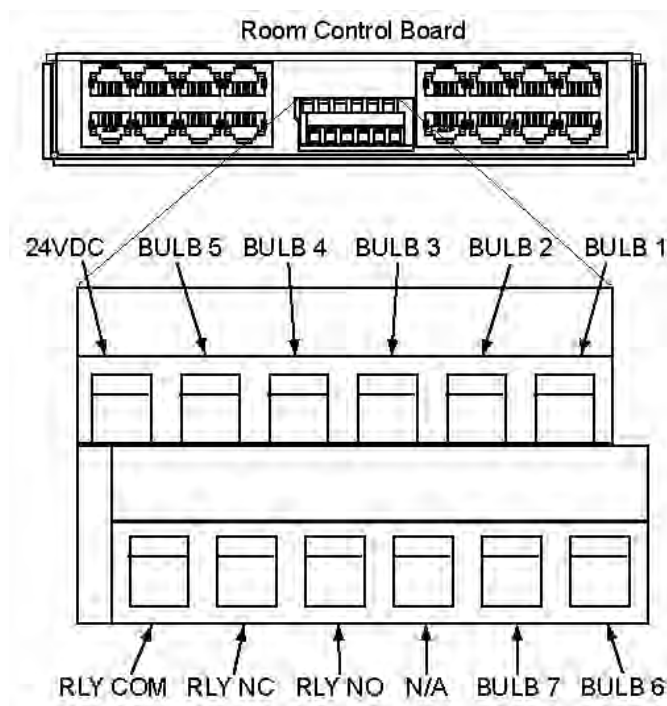 Room Control Board
24VDC BULB 5 BULB 4 BULB 3 BULB 2 BULB 1
RLY COM RLY NC RLY NO N/A BULB 7 BULB 6